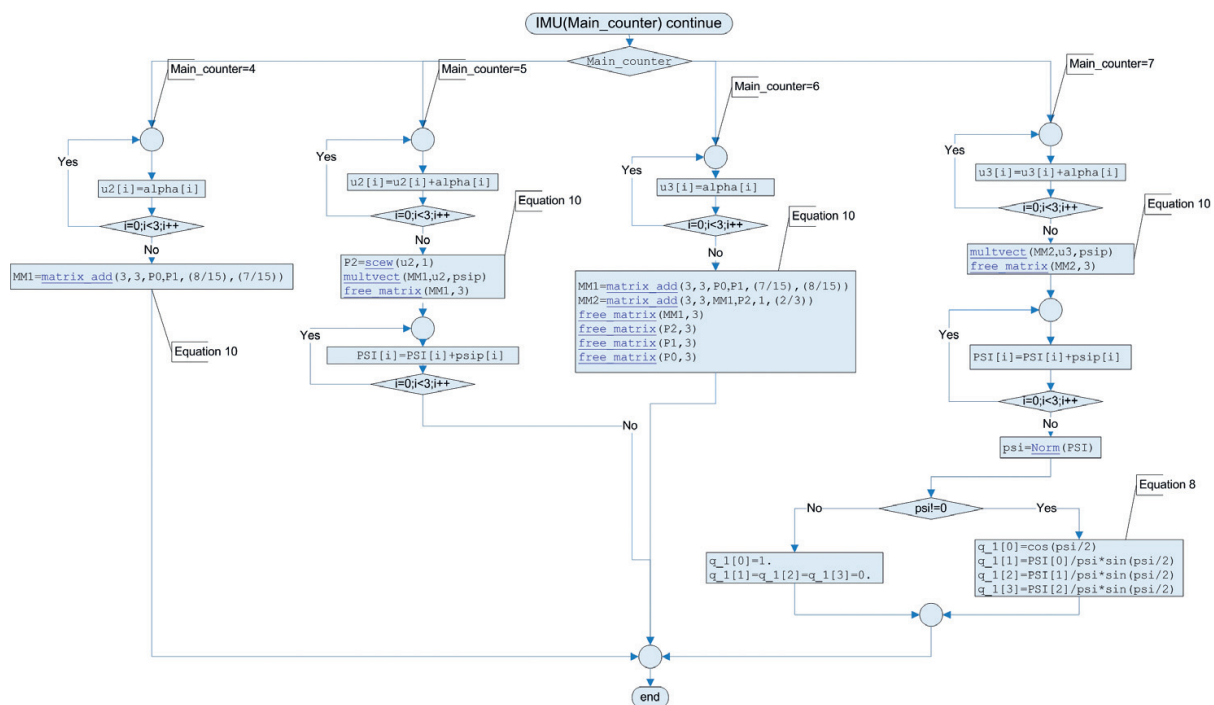 IMU(Main_counter) continue
Main_counter
Main_counter=4
Yes
u2[i]=alpha[i]
i=0;i<3;i++
No
MM1=matrix_add(3,3,P0,P1,(8/15),(7/15))
Equation 10
Main_counter=5
Yes
u2[i]=u2[i]+alpha[i]
i=0;i<3;i++
Equation 10
No
P2=scew(u2,1)
multvect(MM1,u2,psip)
free_matrix(MM1,3)
Yes
PSI[i]=PSI[i]+psip[i]
i=0;i<3;i++
No
Main_counter=6
Yes
u3[i]=alpha[i]
i=0;i<3;i++
Equation 10
No
MM1=matrix_add(3,3,P0,P1,(7/15),(8/15))
MM2=matrix_add(3,3,MM1,P2,1,(2/3))
free_matrix(MM1,3)
free_matrix(P2,3)
free_matrix(P1,3)
free_matrix(P0,3)
Main_counter=7
Yes
u3[i]=u3[i]+alpha[i]
i=0;i<3;i++
Equation 10
No
multvect(MM2,u3,psip)
free_matrix(MM2,3)
Yes
PSI[i]=PSI[i]+psip[i]
i=0;i<3;i++
No
psi=Norm(PSI)
psi!=0
No
Yes
Equation 8
q_1[0]=1.
q_1[1]=q_1[2]=q_1[3]=0.
q_1[0]=cos(psi/2)
q_1[1]=PSI[0]/psi*sin(psi/2)
q_1[2]=PSI[1]/psi*sin(psi/2)
q_1[3]=PSI[2]/psi*sin(psi/2)
end